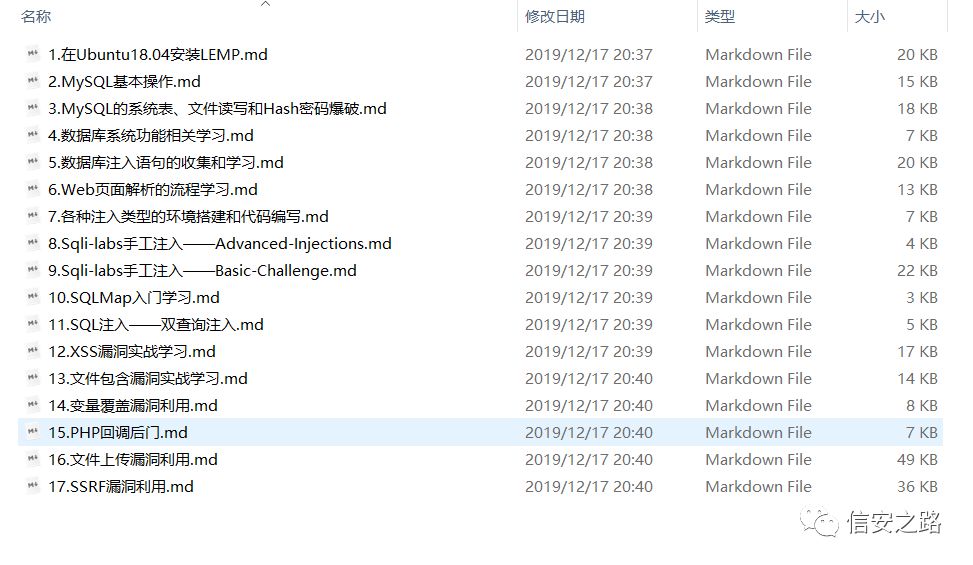 名称 修改日期 类型 大小
1.在Ubuntu18.04安装LEMP.md 2019/12/17 20:37 Markdown File 20 KB
2.MySQL基本操作.md 2019/12/17 20:37 Markdown File 15 KB
3.MySQL的系统表、文件读写和Hash密码爆破.md 2019/12/17 20:38 Markdown File 18 KB
4.数据库系统功能相关学习.md 2019/12/17 20:38 Markdown File 7 KB
5.数据库注入语句的收集和学习.md 2019/12/17 20:38 Markdown File 20 KB
6.Web页面解析的流程学习.md 2019/12/17 20:38 Markdown File 13 KB
7.各种注入类型的环境搭建和代码编写.md 2019/12/17 20:39 Markdown File 7 KB
8.Sqli-labs手工注入——Advanced-Injections.md 2019/12/17 20:39 Markdown File 4 KB
9.Sqli-labs手工注入——Basic-Challenge.md 2019/12/17 20:39 Markdown File 22 KB
10.SQLMap入门学习.md 2019/12/17 20:39 Markdown File 3 KB
11.SQL注入——双查询注入.md 2019/12/17 20:39 Markdown File 5 KB
12.XSS漏洞实战学习.md 2019/12/17 20:39 Markdown File 17 KB
13.文件包含漏洞实战学习.md 2019/12/17 20:40 Markdown File 14 KB
14.变量覆盖漏洞利用.md 2019/12/17 20:40 Markdown File 8 KB
15.PHP回调后门.md 2019/12/17 20:40 Markdown File 7 KB
16.文件上传漏洞利用.md 2019/12/17 20:40 Markdown File 49 KB
17.SSRF漏洞利用.md 2019/12/17 20:40 Markdown File 36 KB
信安之路